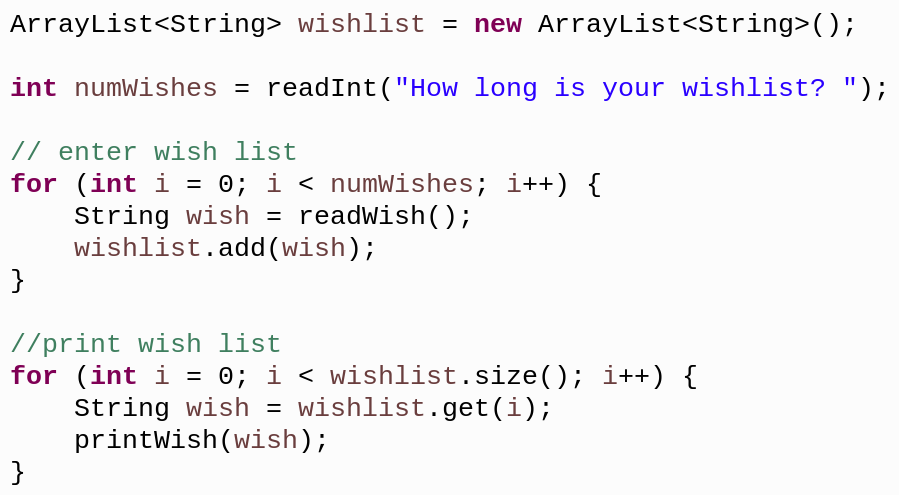 ArrayList<String> wishlist = new ArrayList<String>();
int numWishes = readInt("How long is your wishlist? ");
// enter wish list
for (int i = 0; i < numWishes; i++) {
    String wish = readWish();
    wishlist.add(wish);
}
//print wish list
for (int i = 0; i < wishlist.size(); i++) {
    String wish = wishlist.get(i);
    printWish(wish);
}